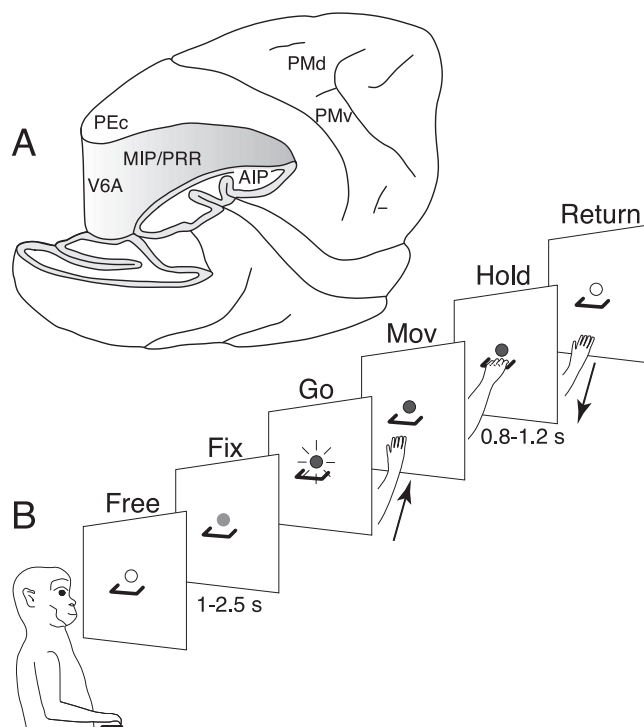 A
PMd
PMv
PEc
MIP/PRR
AIP
V6A
B
Free
Fix
1-2.5 s
Go
Mov
Hold
0.8-1.2 s
Return